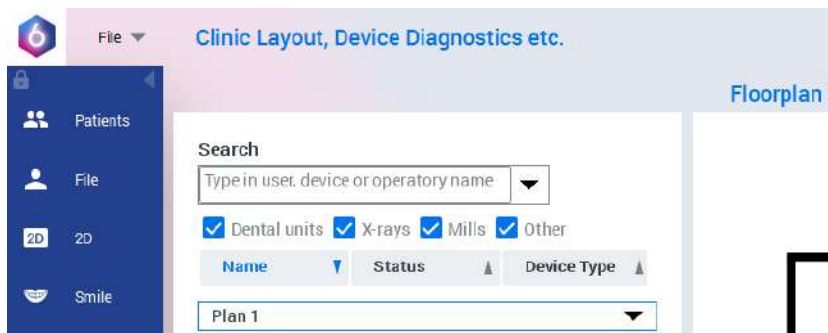 6
File
Clinic Layout, Device Diagnostics etc.
Floorplan
Patients
File
2D 2D
Smile
Search
Type in user, device or operatory name
Dental units X-rays Mills Other
Name Status Device Type
Plan 1